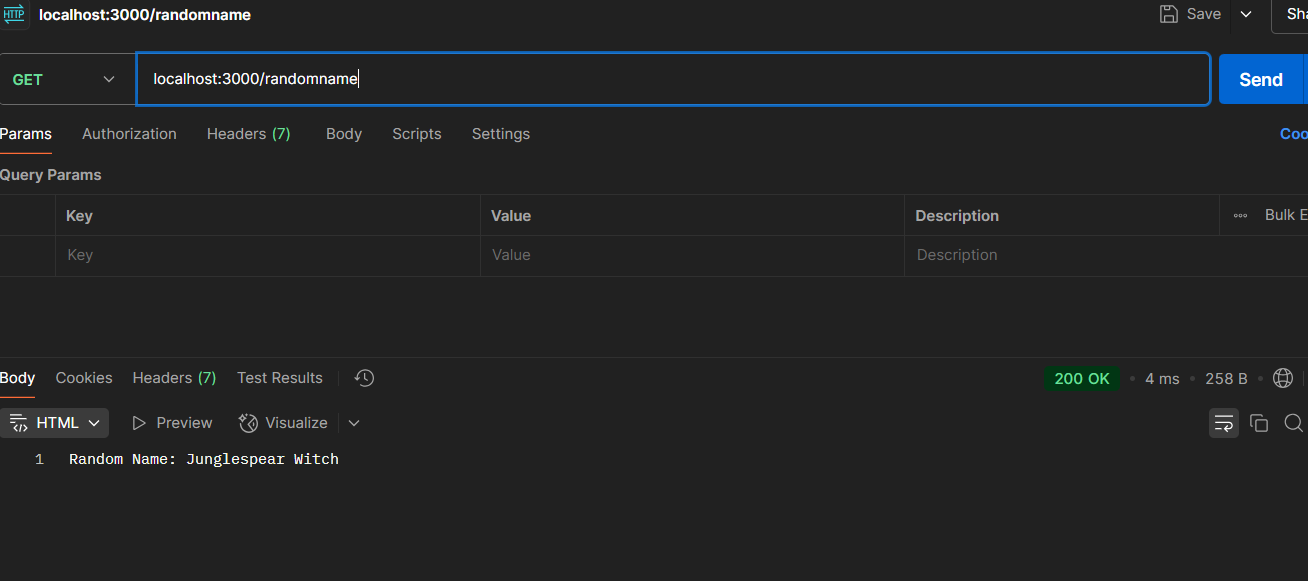 HTTP localhost:3000/randomname Save Sha
GET localhost:3000/randomname Send
Params Authorization Headers (7) Body Scripts Settings Coo
Query Params
Key Value Description Bulk E
Key Value Description
Body Cookies Headers (7) Test Results 200 OK • 4 ms • 258 B •
HTML Preview Visualize
1 Random Name: Junglespear Witch